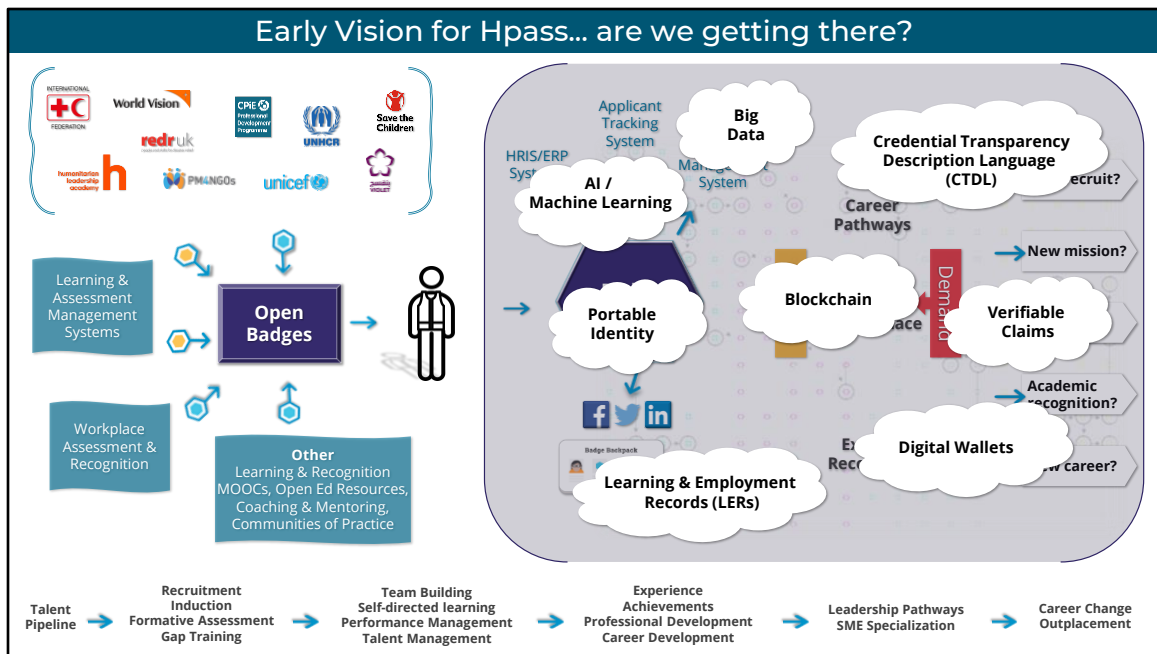 Early Vision for Hpass... are we getting there?
INTERNATIONAL
FEDERATION
World Vision
CPiE
Professional
Development
Programme
UNHCR
Save the
Children
redr uk
humanitarian
leadership
academy
h
PM4NGOs
unicef
VIOLET
Learning &
Assessment
Management
Systems
Open
Badges
Workplace
Assessment &
Recognition
Other
Learning & Recognition
MOOCs, Open Ed Resources,
Coaching & Mentoring,
Communities of Practice
Applicant
Tracking
System
HRIS/ERP
System
Big
Data
AI /
Machine Learning
Credential Transparency
Description Language
(CTDL)
Career
Pathways
New mission?
Portable
Identity
Blockchain
Demand
Verifiable
Claims
Academic
recognition?
Badge Backpack
Digital Wallets
career?
Learning & Employment
Records (LERs)
Talent
Pipeline
Recruitment
Induction
Formative Assessment
Gap Training
Team Building
Self-directed learning
Performance Management
Talent Management
Experience
Achievements
Professional Development
Career Development
Leadership Pathways
SME Specialization
Career Change
Outplacement